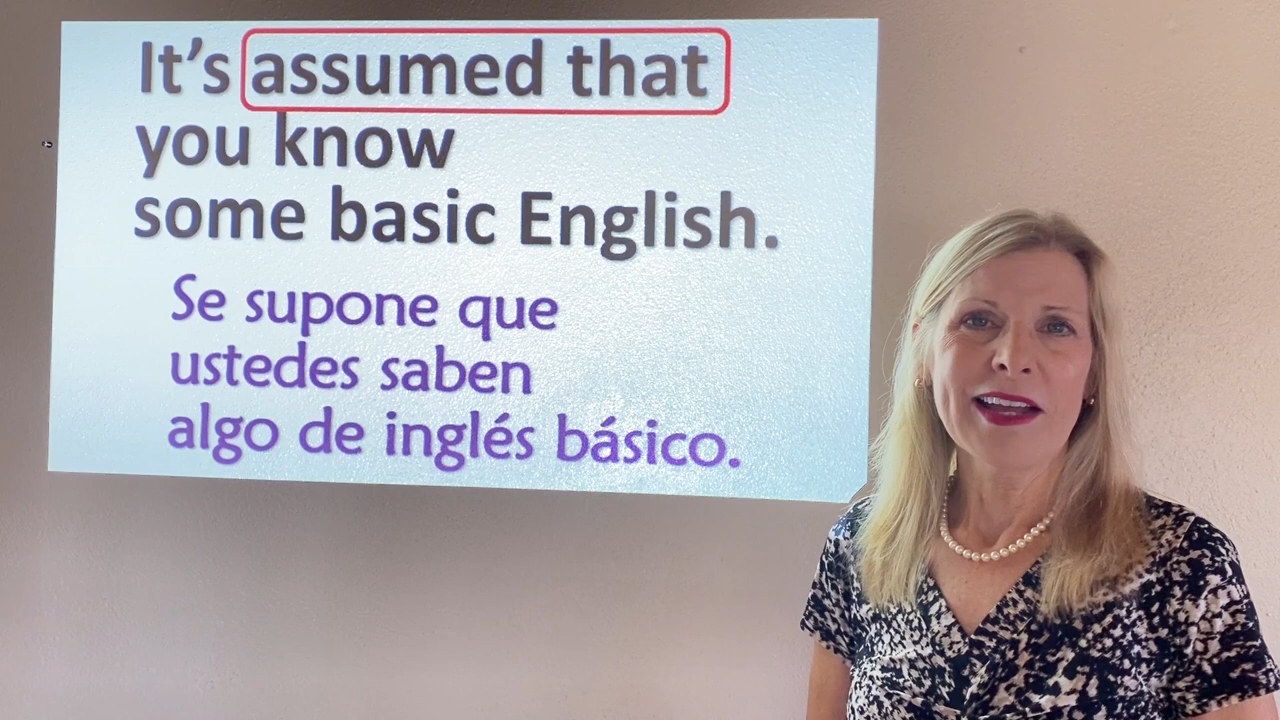 It’s assumed that
you know
some basic English.
Se supone que
ustedes saben
algo de inglés básico.